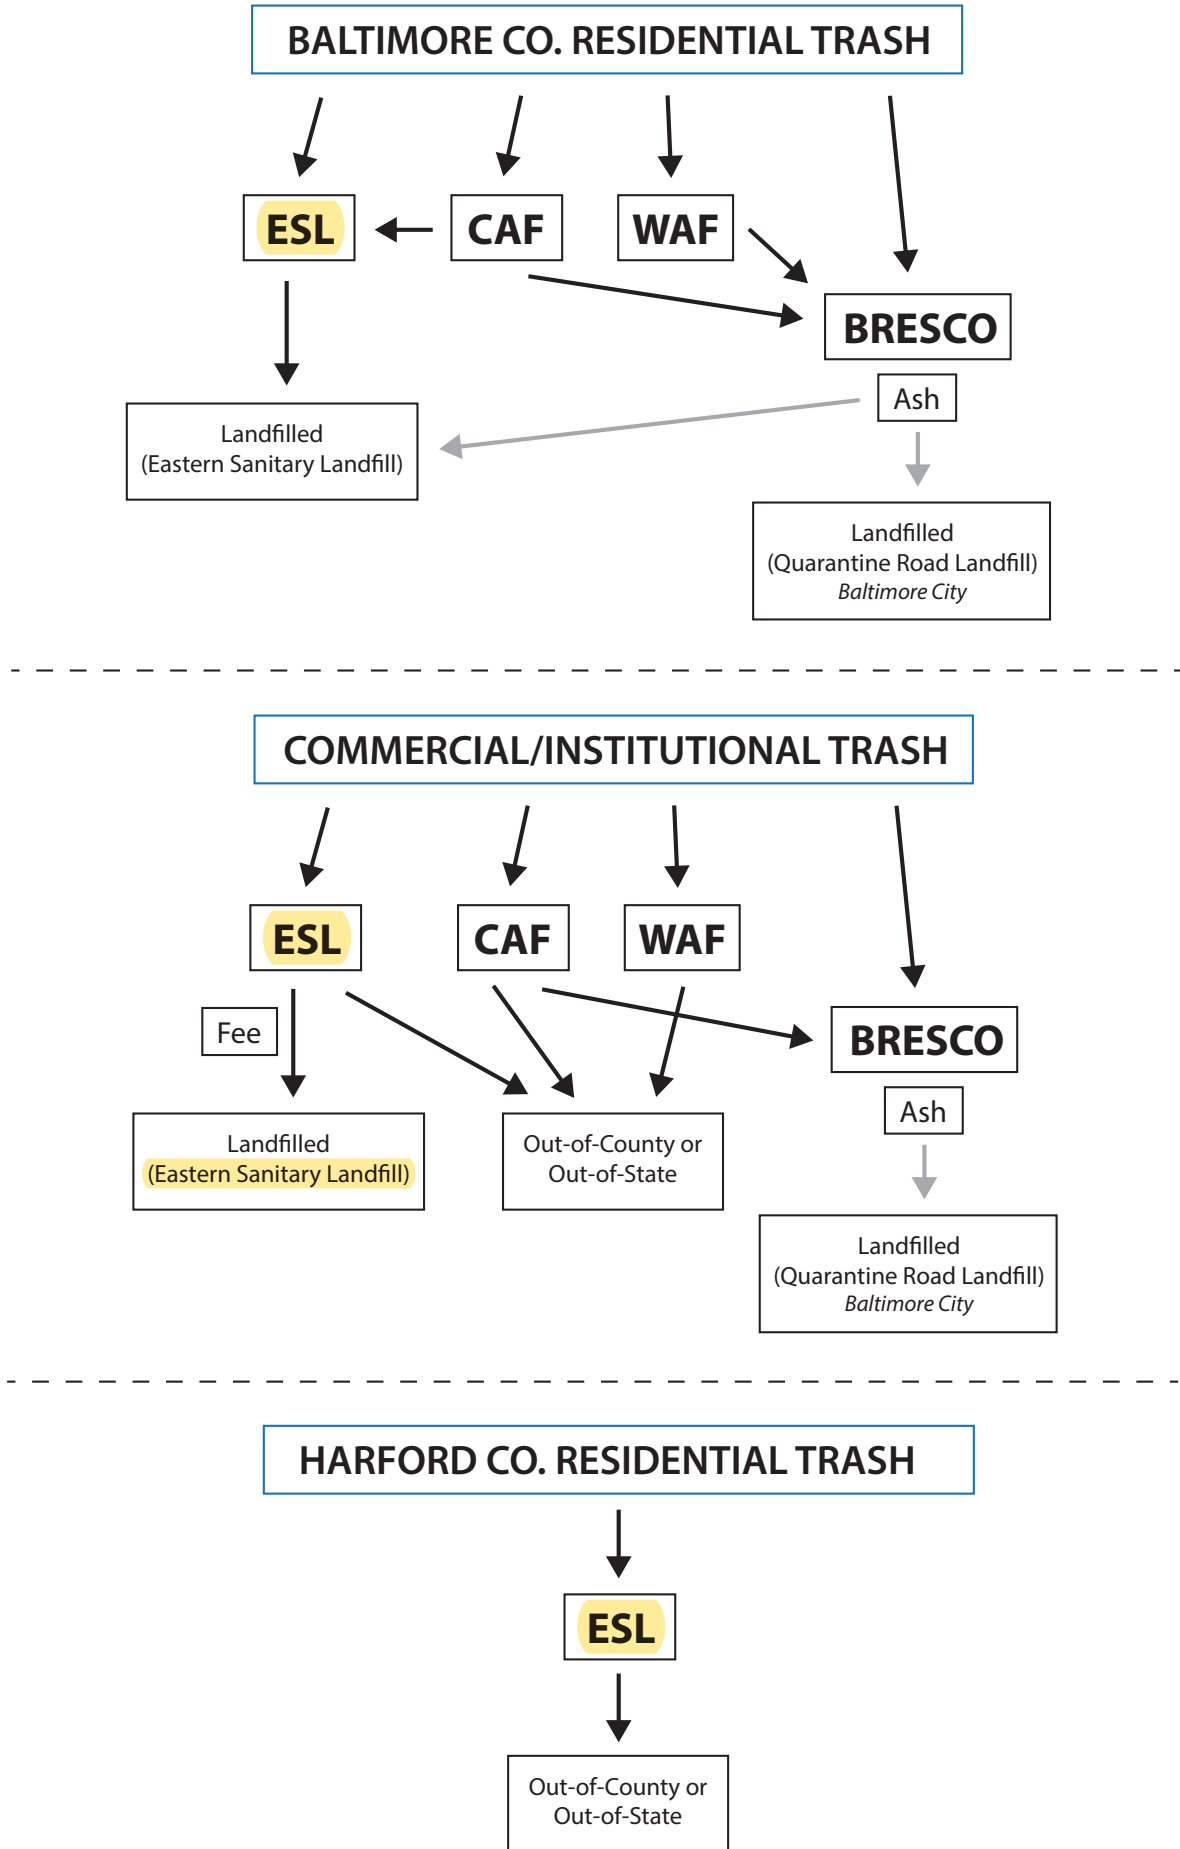 BALTIMORE CO. RESIDENTIAL TRASH
ESL
CAF
WAF
BRESCO
Ash
Landfilled
(Eastern Sanitary Landfill)
Landfilled
(Quarantine Road Landfill)
Baltimore City
COMMERCIAL/INSTITUTIONAL TRASH
ESL
CAF
WAF
Fee
BRESCO
Ash
Landfilled
(Eastern Sanitary Landfill)
Out-of-County or
Out-of-State
Landfilled
(Quarantine Road Landfill)
Baltimore City
HARFORD CO. RESIDENTIAL TRASH
ESL
Out-of-County or
Out-of-State